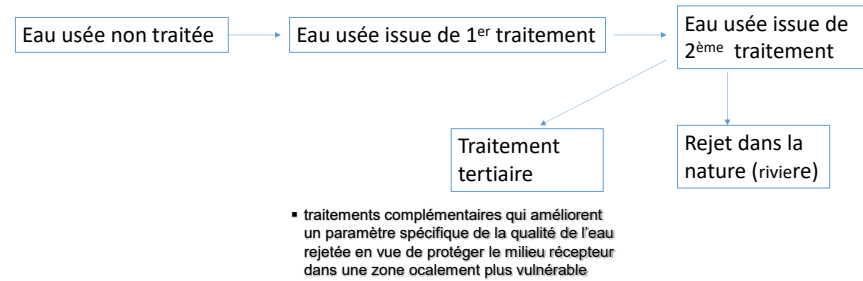 Eau usée non traitée
Eau usée issue de 1er traitement
Eau usée issue de
2ème traitement
Traitement
tertiaire
Rejet dans la
nature (riviere)
▪ traitements complémentaires qui améliorent
un paramètre spécifique de la qualité de l'eau
rejetée en vue de protéger le milieu récepteur
dans une zone ocalement plus vulnérable